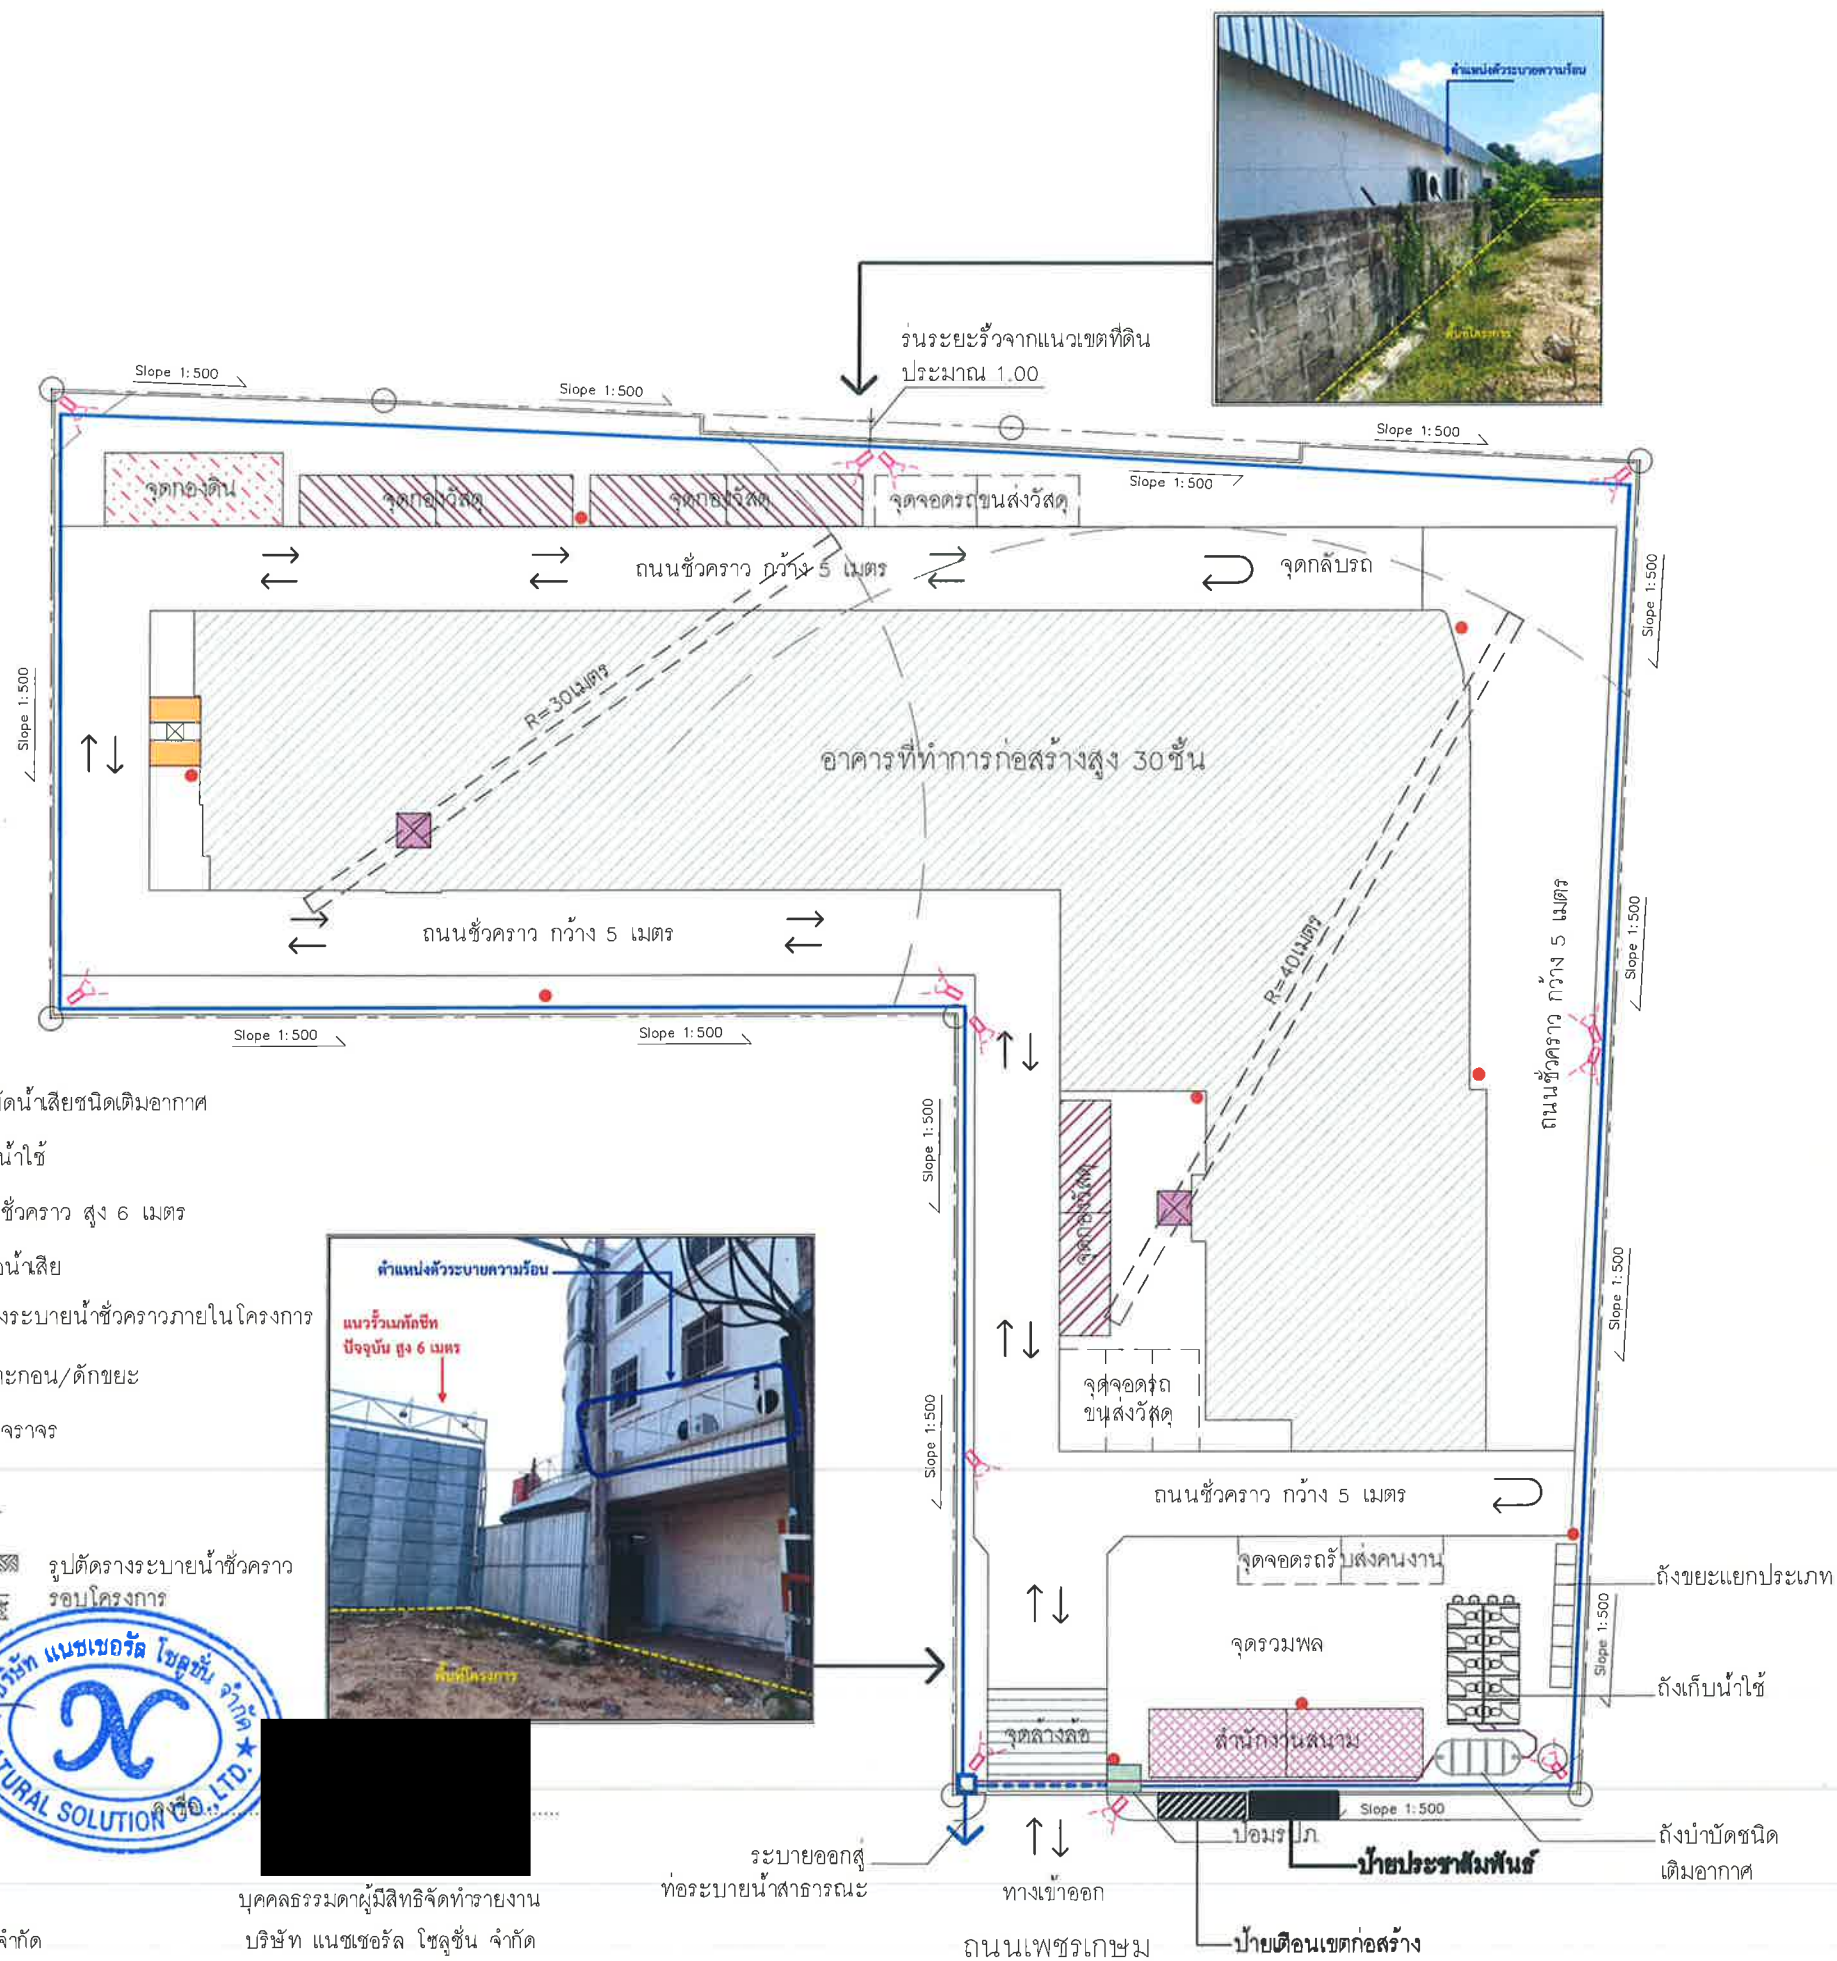 ตำแหน่งตัวระบายความร้อน
พื้นที่โครงการ
ร่นระยะรั้วจากแนวเขตที่ดิน
ประมาณ 1.00
Slope 1:500
Slope 1:500
Slope 1:500
Slope 1:500
จุดกองดิน
จุดกองวัสดุ
จุดกองวัสดุ
จุดจอดรถขนส่งวัสดุ
ถนนชั่วคราว กว้าง 5 เมตร
จุดกลับรถ
Slope 1:500
Slope 1:500
R=30เมตร
อาคารที่ทำการก่อสร้างสูง 30ชั้น
ถนนชั่วคราว กว้าง 5 เมตร
R=40เมตร
ถนนชั่วคราว กว้าง 5 เมตร
Slope 1:500
Slope 1:500
Slope 1:500
Slope 1:500
จุดกองวัสดุ
Slope 1:500
ัดน้ำเสียชนิดเติมอากาศ
น้ำใช้
ชั่วคราว สูง 6 เมตร
น้ำเสีย
งระบายน้ำชั่วคราวภายในโครงการ
ตะกอน/ดักขยะ
จราจร
ตำแหน่งตัวระบายความร้อน
แนวรั้วเมทัลชีท
ปัจจุบัน สูง 6 เมตร
พื้นที่โครงการ
จุดจอดรถ
ขนส่งวัสดุ
Slope 1:500
ถนนชั่วคราว กว้าง 5 เมตร
รูปตัดรางระบายน้ำชั่วคราว
รอบโครงการ
จุดจอดรถรับส่งคนงาน
ถังขยะแยกประเภท
Slope 1:500
จุดรวมพล
ถังเก็บน้ำใช้
จุดล้างล้อ
สำนักงานสนาม
บริษัท แนชเชอรัล โซลูชั่น จำกัด
N
NATURAL SOLUTION CO.,LTD.
ลงชื่อ
Slope 1:500
ป้อมรปภ
ถังบำบัดชนิด
เติมอากาศ
ป้ายประชาสัมพันธ์
ระบายออกสู่
ท่อระบายน้ำสาธารณะ
ทางเข้าออก
บุคคลธรรมดาผู้มีสิทธิจัดทำรายงาน
จำกัด
บริษัท แนชเชอรัล โซลูชั่น จำกัด
ถนนเพชรเกษม
ป้ายเตือนเขตก่อสร้าง